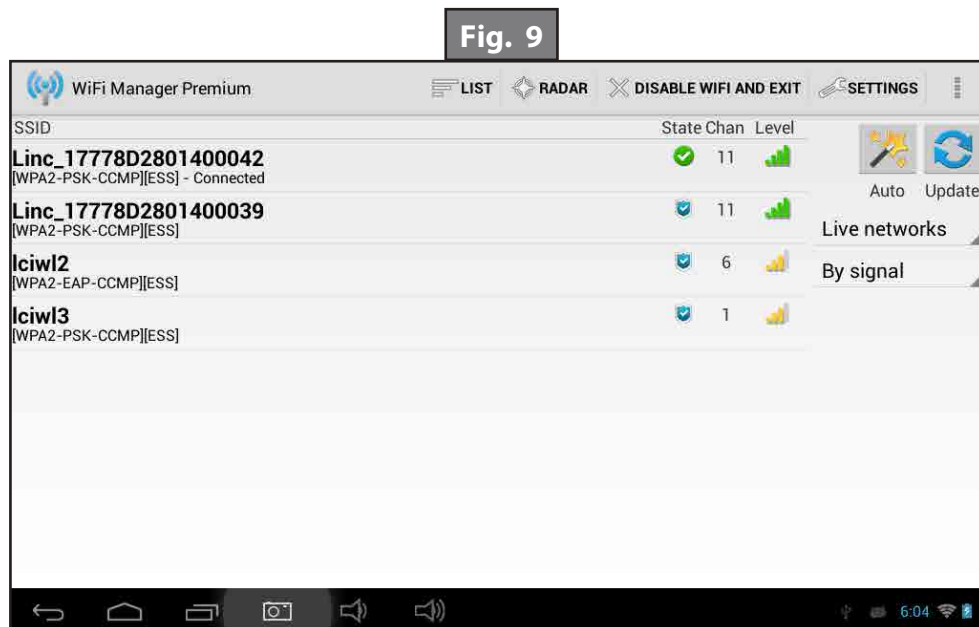 Fig. 9
WiFi Manager Premium LIST RADAR DISABLE WIFI AND EXIT SETTINGS
SSID State Chan Level
Linc_17778D2801400042 11
[WPA2-PSK-CCMP][ESS] - Connected
Auto Update
Linc_17778D2801400039 11
[WPA2-PSK-CCMP][ESS]
Live networks
lciwl2 6
[WPA2-EAP-CCMP][ESS]
By signal
lciwl3 1
[WPA2-PSK-CCMP][ESS]
6:04